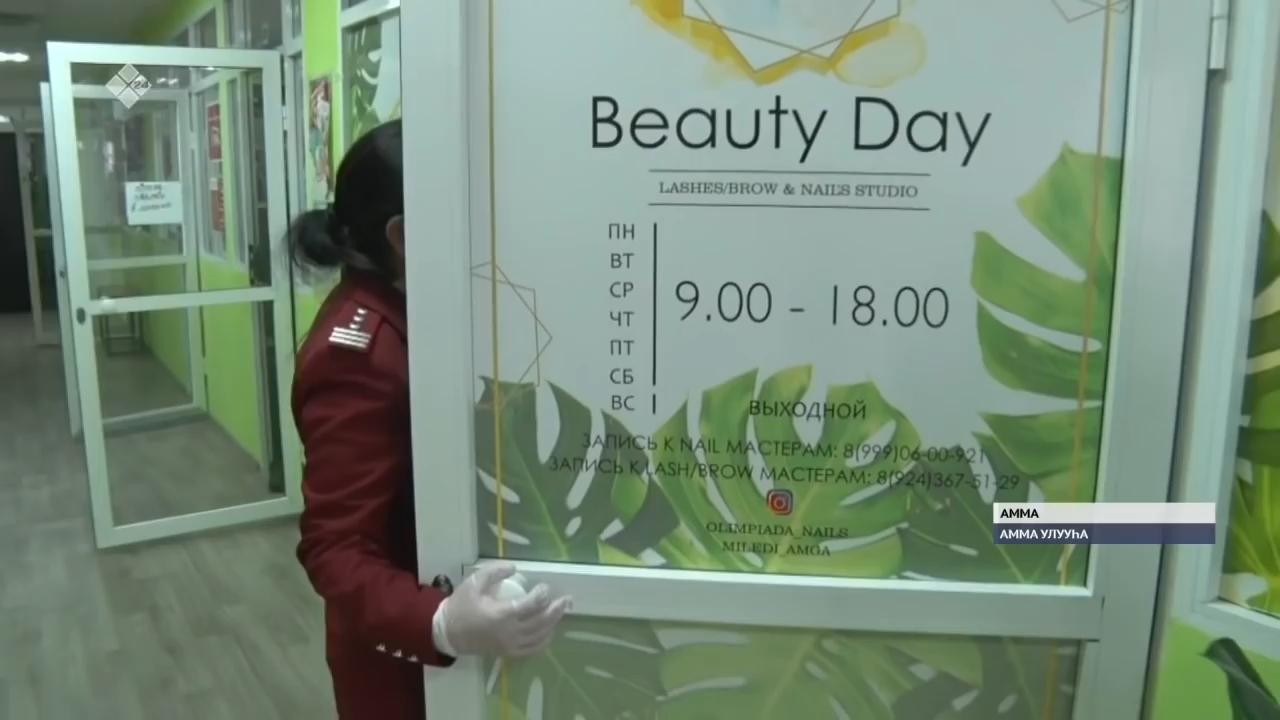 X24
Beauty Day
LASHES/BROW & NAILS STUDIO
ПН
ВТ
СР
ЧТ
ПТ
СБ
ВС
9.00 - 18.00
ВЫХОДНОЙ
ЗАПИСЬ К NAIL МАСТЕРАМ: 8(999)06-00-921
ЗАПИСЬ К LASH/BROW МАСТЕРАМ: 8(924)367-51-29
OLIMPIADA_NAILS
MILEDI_AMGA
АММА
АММА УЛУУҺА